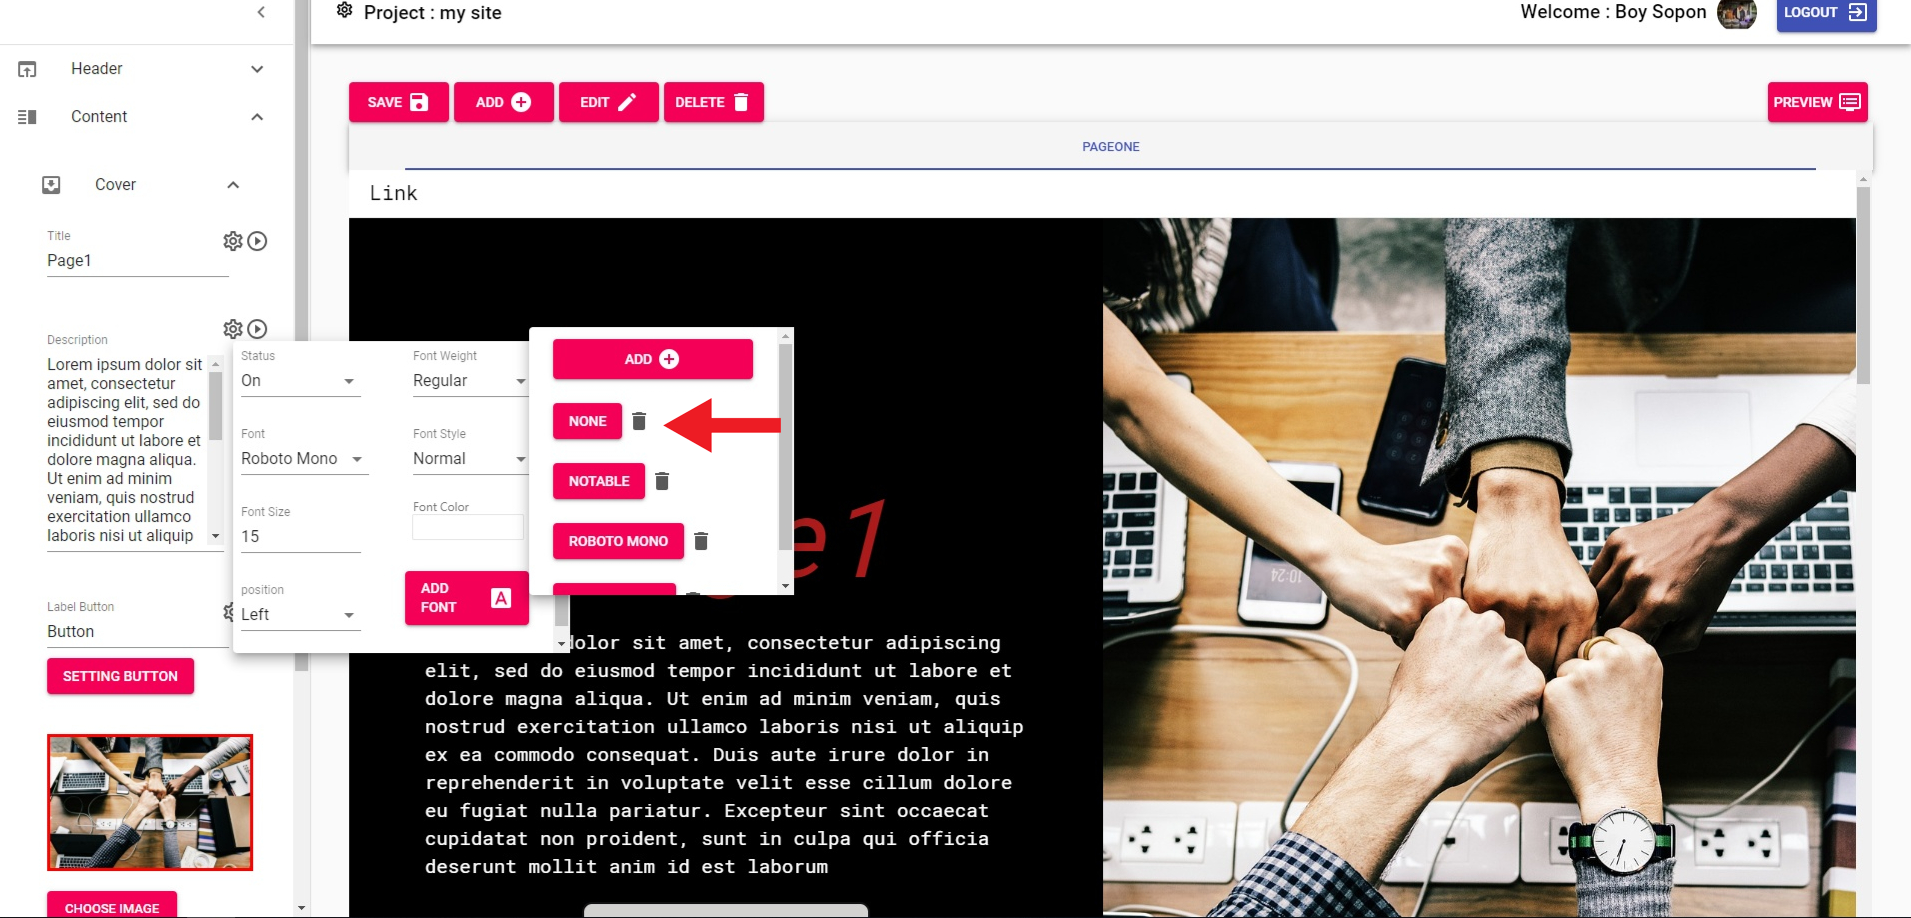 Project : my site
Welcome : Boy Sopon
LOGOUT
Header
Content
Cover
Title
Page1
Description
Lorem ipsum dolor sit
amet, consectetur
adipiscing elit, sed do
eiusmod tempor
incididunt ut labore et
dolore magna aliqua.
Ut enim ad minim
veniam, quis nostrud
exercitation ullamco
laboris nisi ut aliquip
Label Button
Button
SETTING BUTTON
CHOOSE IMAGE
SAVE
ADD
EDIT
DELETE
PREVIEW
PAGEONE
Link
Status
On
Font Weight
Regular
Font
Roboto Mono
Font Style
Normal
Font Size
15
Font Color
position
Left
ADD
FONT
A
ADD
NONE
NOTABLE
ROBOTO MONO
e1
dolor sit amet, consectetur adipiscing
elit, sed do eiusmod tempor incididunt ut labore et
dolore magna aliqua. Ut enim ad minim veniam, quis
nostrud exercitation ullamco laboris nisi ut aliquip
ex ea commodo consequat. Duis aute irure dolor in
reprehenderit in voluptate velit esse cillum dolore
eu fugiat nulla pariatur. Excepteur sint occaecat
cupidatat non proident, sunt in culpa qui officia
deserunt mollit anim id est laborum
10:24